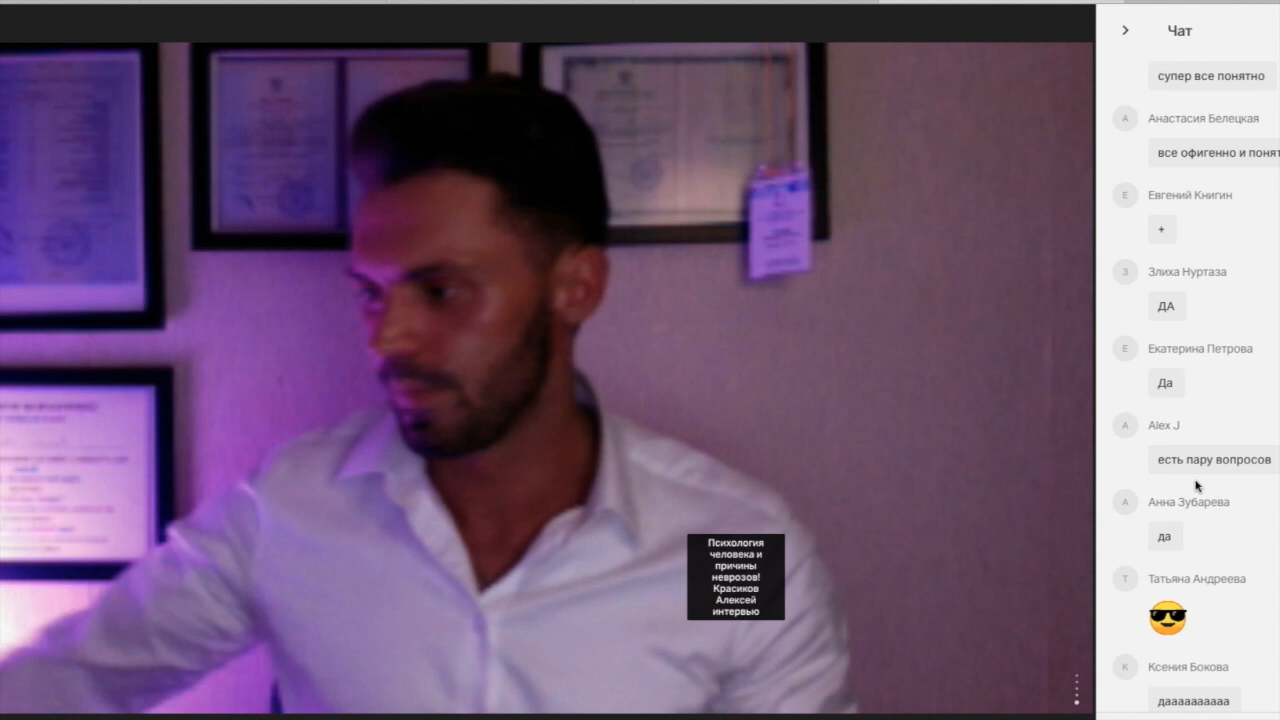 Чат
супер все понятно
А
Анастасия Белецкая
все офигенно и понят
Е
Евгений Книгин
+
З
Злиха Нуртаза
ДА
Е
Екатерина Петрова
Да
A
Alex J
есть пару вопросов
А
Анна Зубарева
да
Т
Татьяна Андреева
К
Ксения Бокова
даааааааааа
Психология
человека и
причины
неврозов!
Красиков
Алексей
интервью